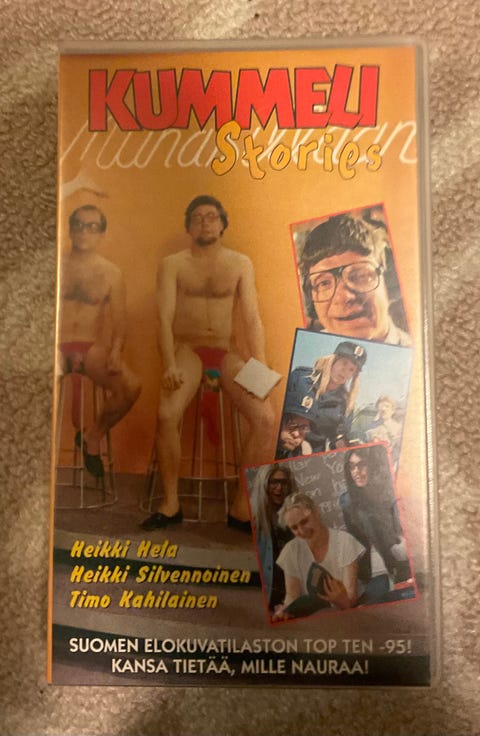 KUMMELI
Stories
Heikki Hela
Heikki Silvennoinen
Timo Kahilainen
SUOMEN ELOKUVATILASTON TOP TEN -95!
KANSA TIETÄÄ, MILLE NAURAA!